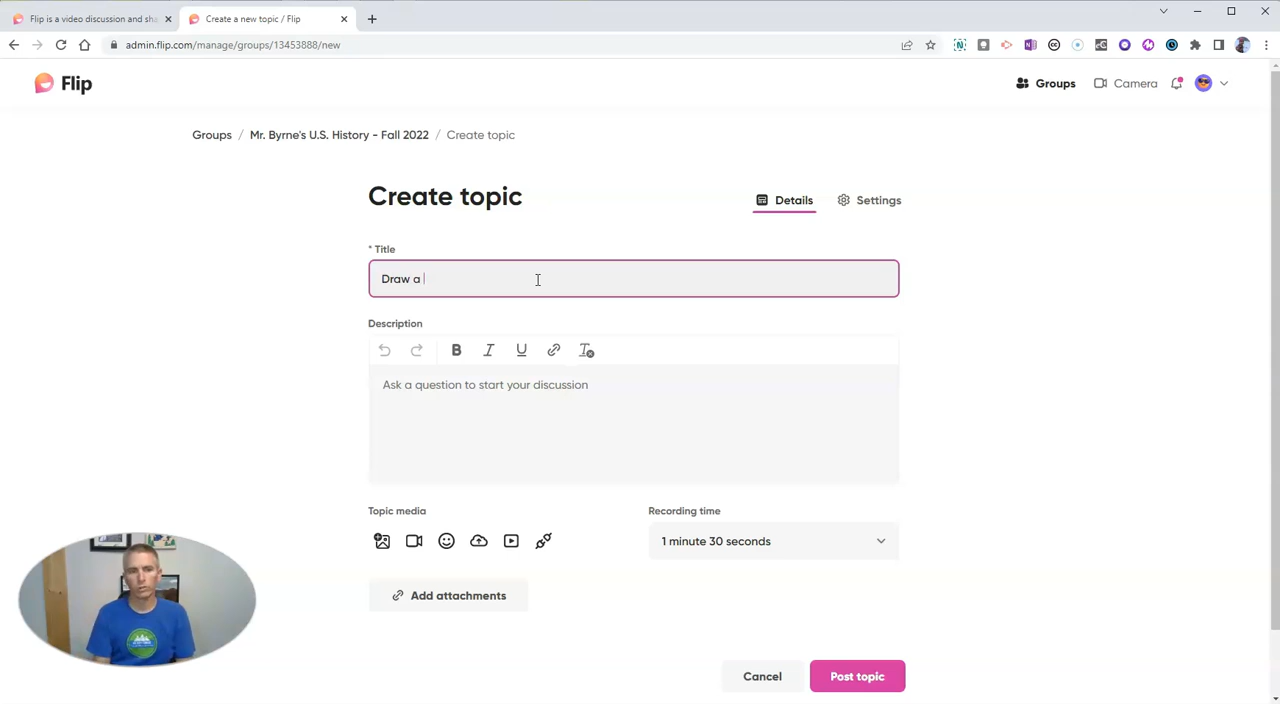 Flip is a video discussion and sha
Create a new topic / Flip
admin.flip.com/manage/groups/13453888/new
Flip
Groups
Camera
Groups / Mr. Byrne's U.S. History - Fall 2022 / Create topic
Create topic
Details
Settings
* Title
Draw a
Description
B I U
Ask a question to start your discussion
Topic media
Recording time
1 minute 30 seconds
Add attachments
Cancel
Post topic